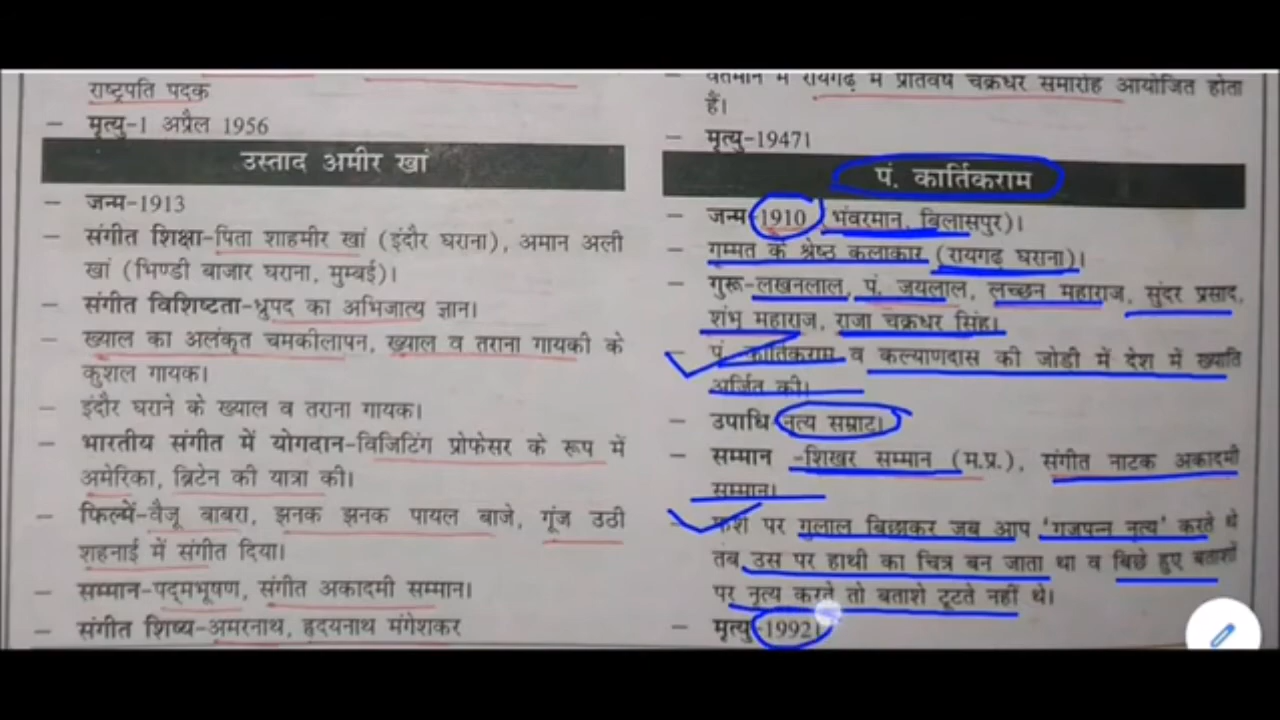 राष्ट्रपति पदक
– मृत्यु-1 अप्रैल 1956
उस्ताद अमीर खां
– जन्म-1913
– संगीत शिक्षा-पिता शाहमीर खां (इंदौर घराना), अमान अली
खां (भिण्डी बाजार घराना, मुम्बई)।
– संगीत विशिष्टता-ध्रुपद का अभिजात्य ज्ञान।
– ख्याल का अलंकृत चमकीलापन, ख्याल व तराना गायकी के
कुशल गायक।
– इंदौर घराने के ख्याल व तराना गायक।
– भारतीय संगीत में योगदान-विजिटिंग प्रोफेसर के रूप में
अमेरिका, ब्रिटेन की यात्रा की।
– फिल्में-वैजू बाबरा, झनक झनक पायल बाजे, गूंज उठी
शहनाई में संगीत दिया।
– सम्मान-पद्मभूषण, संगीत अकादमी सम्मान।
– संगीत शिष्य-अमरनाथ, हृदयनाथ मंगेशकर
– वर्तमान में रायगढ़ में प्रतिवर्ष चक्रधर समारोह आयोजित होता
है।
– मृत्यु-1947।
पं. कार्तिकराम
– जन्म-1910 भंवरमान, बिलासपुर)।
– गम्मत के श्रेष्ठ कलाकार (रायगढ़ घराना)।
– गुरू-लखनलाल, पं. जयलाल, लच्छन महाराज, सुंदर प्रसाद,
शंभू महाराज, राजा चक्रधर सिंह।
– पं. कार्तिकराम व कल्याणदास की जोड़ी में देश में ख्याति
अर्जित की।
– उपाधि-नृत्य सम्राट।
– सम्मान -शिखर सम्मान (म.प्र.), संगीत नाटक अकादमी
सम्मान।
– फर्श पर गुलाल बिछाकर जब आप 'गजपन्न नृत्य' करते थे
तब उस पर हाथी का चित्र बन जाता था व बिछे हुए बताशों
पर नृत्य करते तो बताशे टूटते नहीं थे।
– मृत्यु-1992।